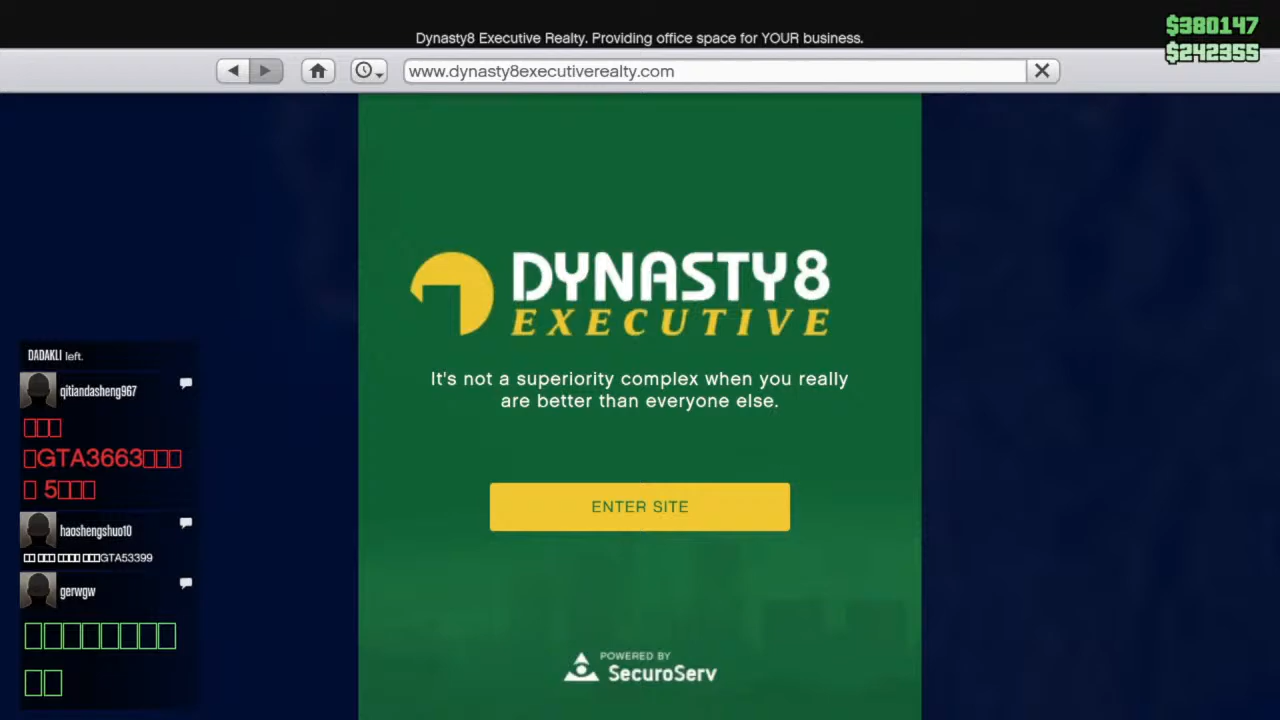 Dynasty8 Executive Realty. Providing office space for YOUR business.
$380147
$242355
www.dynasty8executiverealty.com
DYNASTY8
EXECUTIVE
It's not a superiority complex when you really
are better than everyone else.
ENTER SITE
POWERED BY
SecuroServ
DADAKLI left.
qitiandasheng967
GTA3663
5
haoshengshuo10
GTA53399
gerwgw